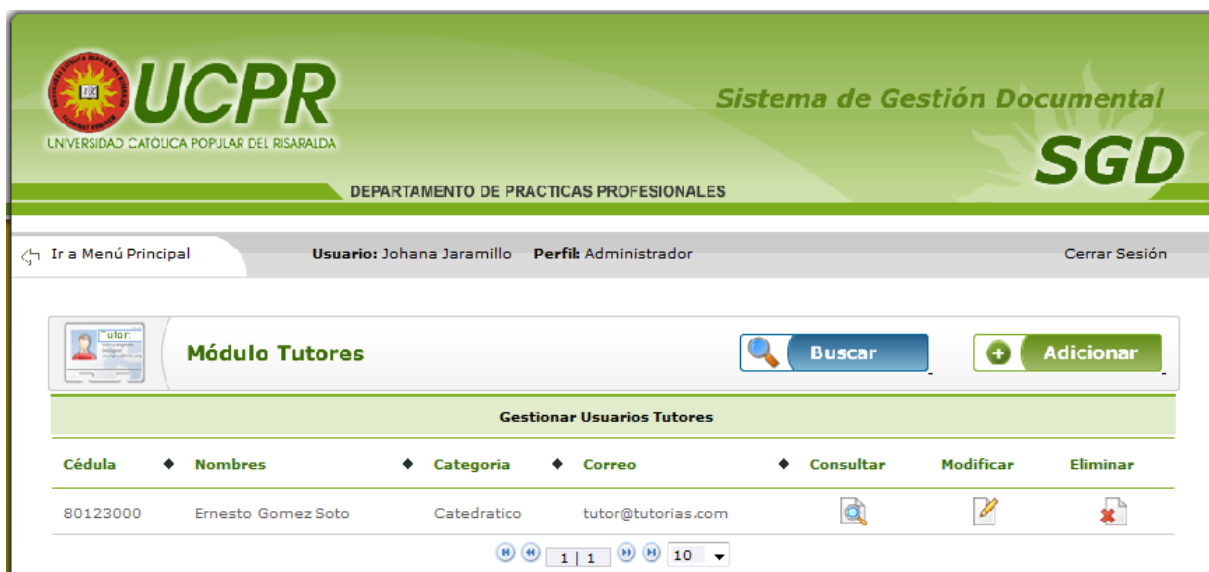 UCPR
UNIVERSIDAD CATOLICA POPULAR DEL RISARALDA
Sistema de Gestión Documental
SGD
DEPARTAMENTO DE PRACTICAS PROFESIONALES
Ir a Menú Principal Usuario: Johana Jaramillo Perfil: Administrador Cerrar Sesión
Tutor:
Módulo Tutores Buscar Adicionar
Gestionar Usuarios Tutores
Cédula Nombres Categoria Correo Consultar Modificar Eliminar
80123000 Ernesto Gomez Soto Catedratico tutor@tutorias.com
1 | 1 10